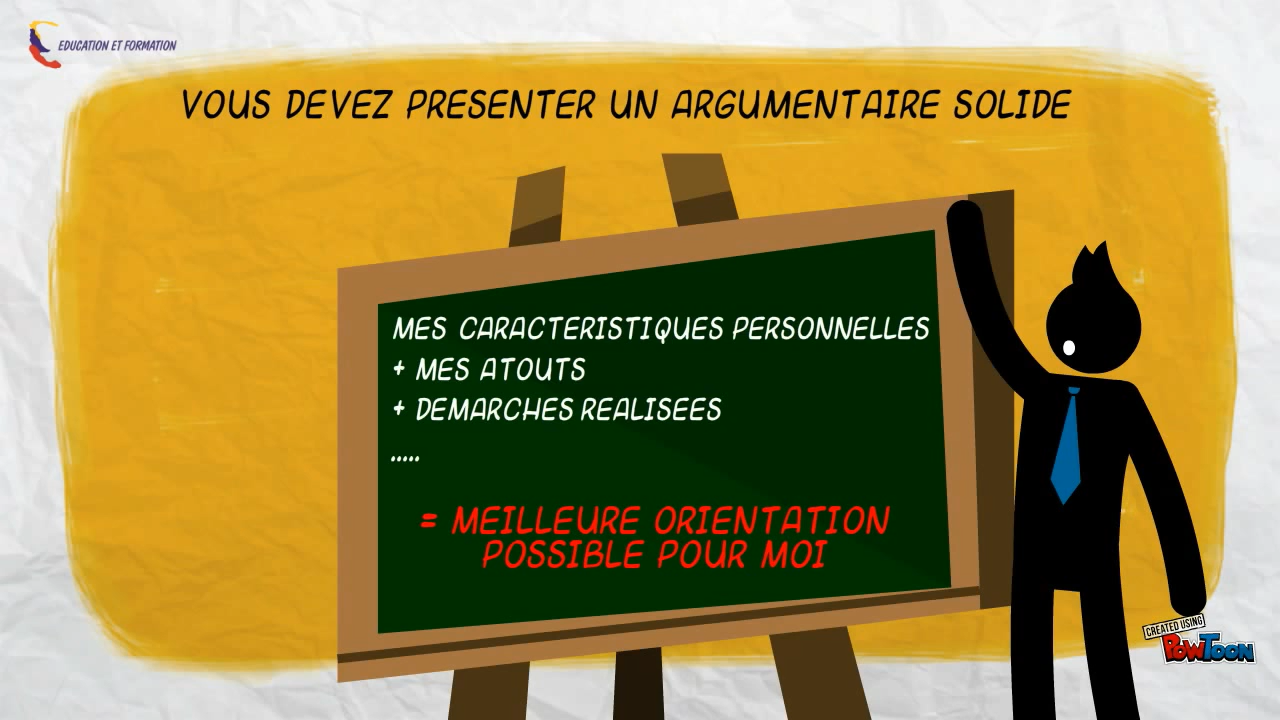 EDUCATION ET FORMATION
VOUS DEVEZ PRESENTER UN ARGUMENTAIRE SOLIDE
MES CARACTERISTIQUES PERSONNELLES
+ MES ATOUTS
+ DEMARCHES REALISEES
.....
= MEILLEURE ORIENTATION
POSSIBLE POUR MOI
CREATED USING
POWTOON